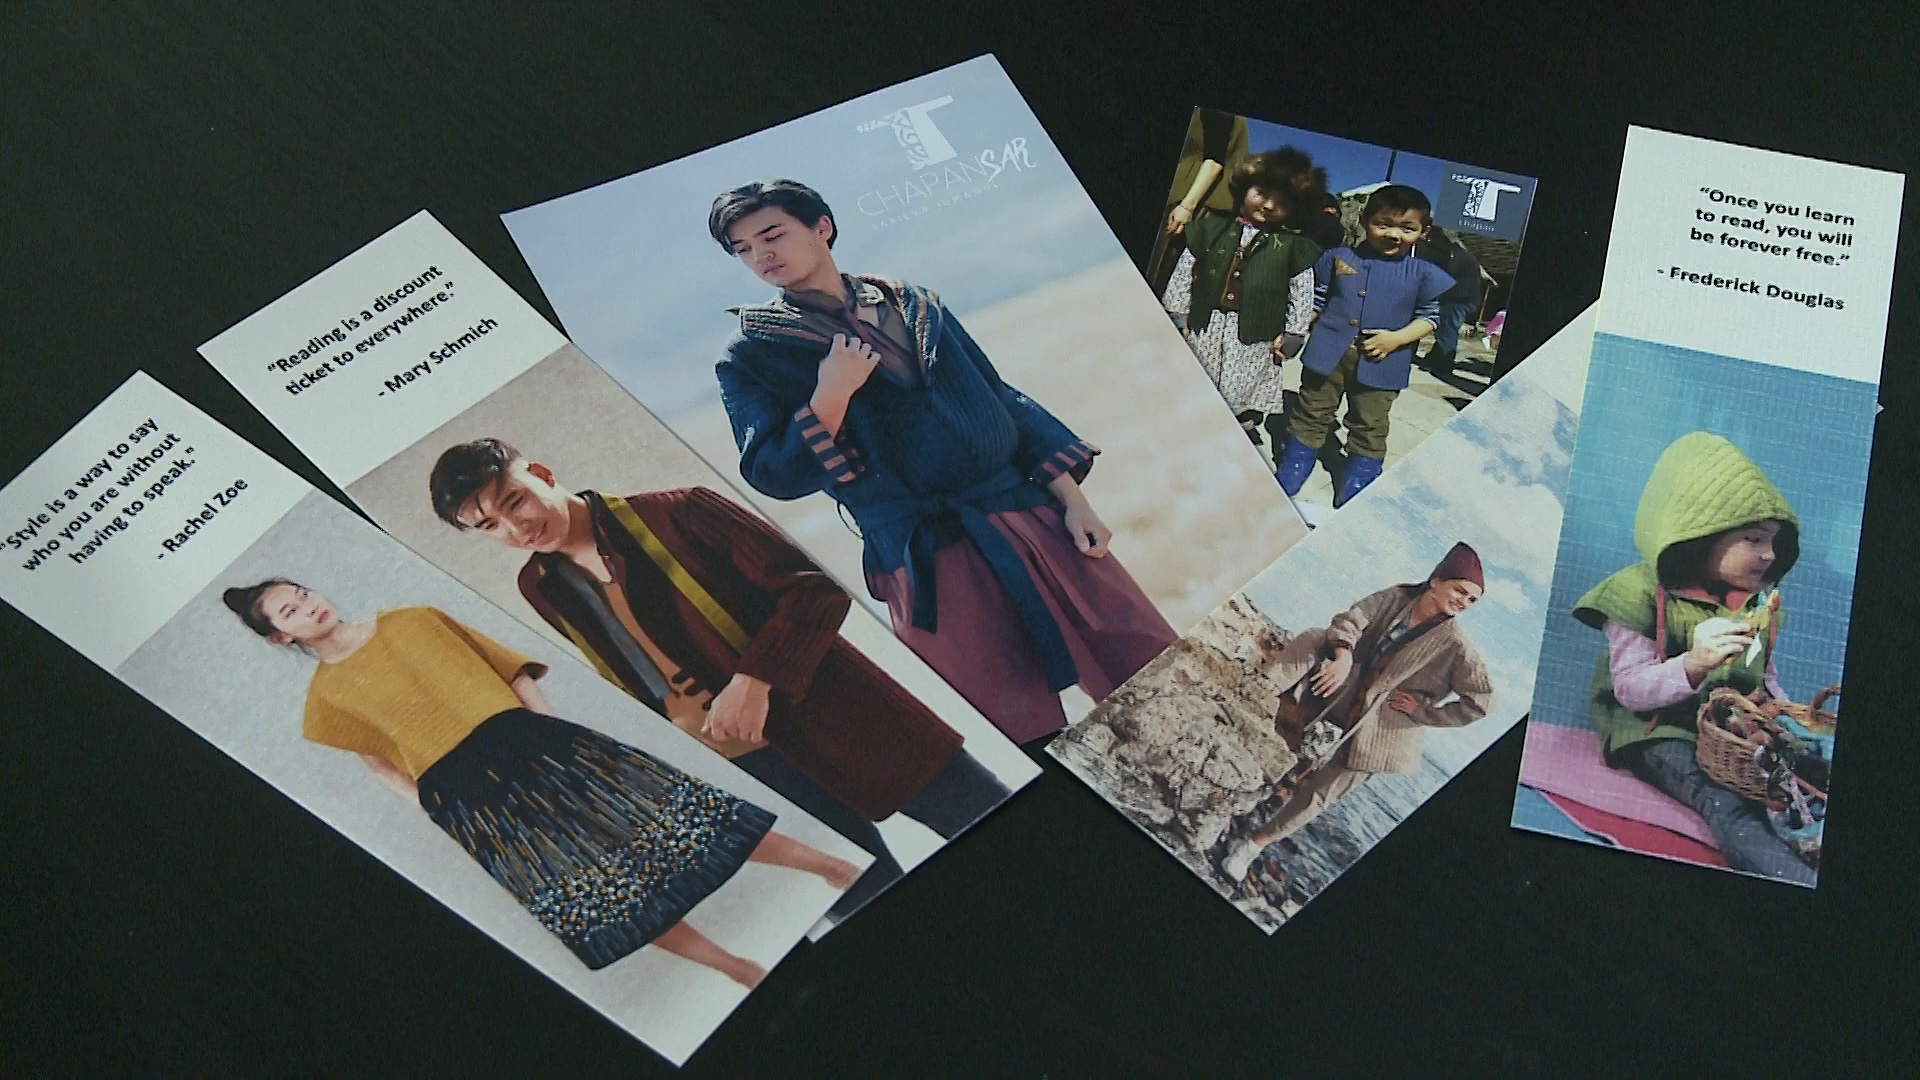 “Style is a way to say
who you are without
having to speak.”
- Rachel Zoe
“Reading is a discount
ticket to everywhere.”
- Mary Schmich
CHAPANSAR
chapan
“Once you learn
to read, you will
be forever free.”
- Frederick Douglas